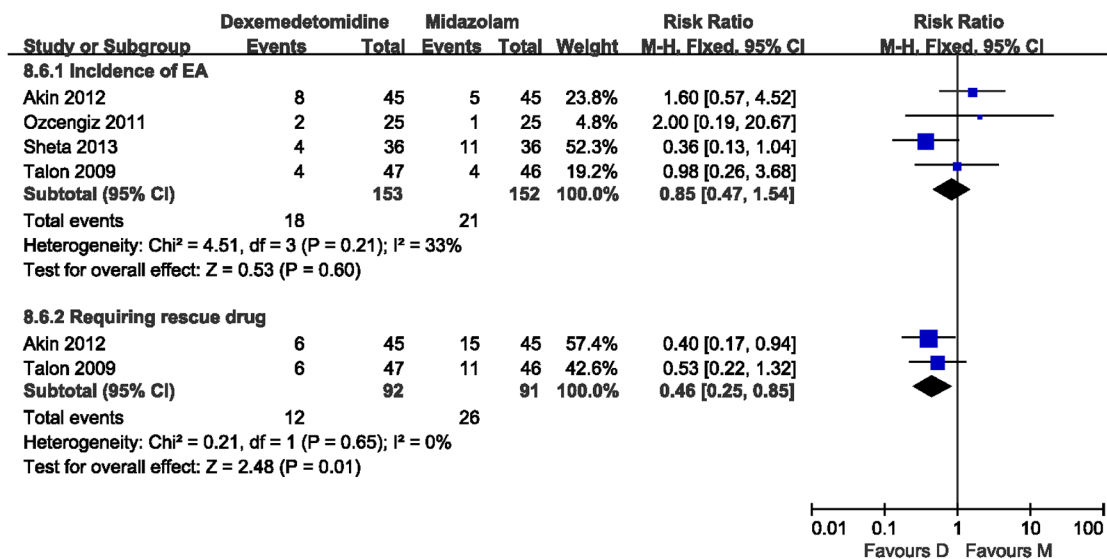 Dexemedetomidine Midazolam Risk Ratio Risk Ratio
Study or Subgroup Events Total Events Total Weight M-H. Fixed. 95% CI M-H. Fixed. 95% CI
8.6.1 Incidence of EA
Akin 2012 8 45 5 45 23.8% 1.60 [0.57, 4.52]
Ozcengiz 2011 2 25 1 25 4.8% 2.00 [0.19, 20.67]
Sheta 2013 4 36 11 36 52.3% 0.36 [0.13, 1.04]
Talon 2009 4 47 4 46 19.2% 0.98 [0.26, 3.68]
Subtotal (95% CI) 153 152 100.0% 0.85 [0.47, 1.54]
Total events 18 21
Heterogeneity: Chi² = 4.51, df = 3 (P = 0.21); I² = 33%
Test for overall effect: Z = 0.53 (P = 0.60)
8.6.2 Requiring rescue drug
Akin 2012 6 45 15 45 57.4% 0.40 [0.17, 0.94]
Talon 2009 6 47 11 46 42.6% 0.53 [0.22, 1.32]
Subtotal (95% CI) 92 91 100.0% 0.46 [0.25, 0.85]
Total events 12 26
Heterogeneity: Chi² = 0.21, df = 1 (P = 0.65); I² = 0%
Test for overall effect: Z = 2.48 (P = 0.01)
0.01 0.1 1 10 100
Favours D Favours M